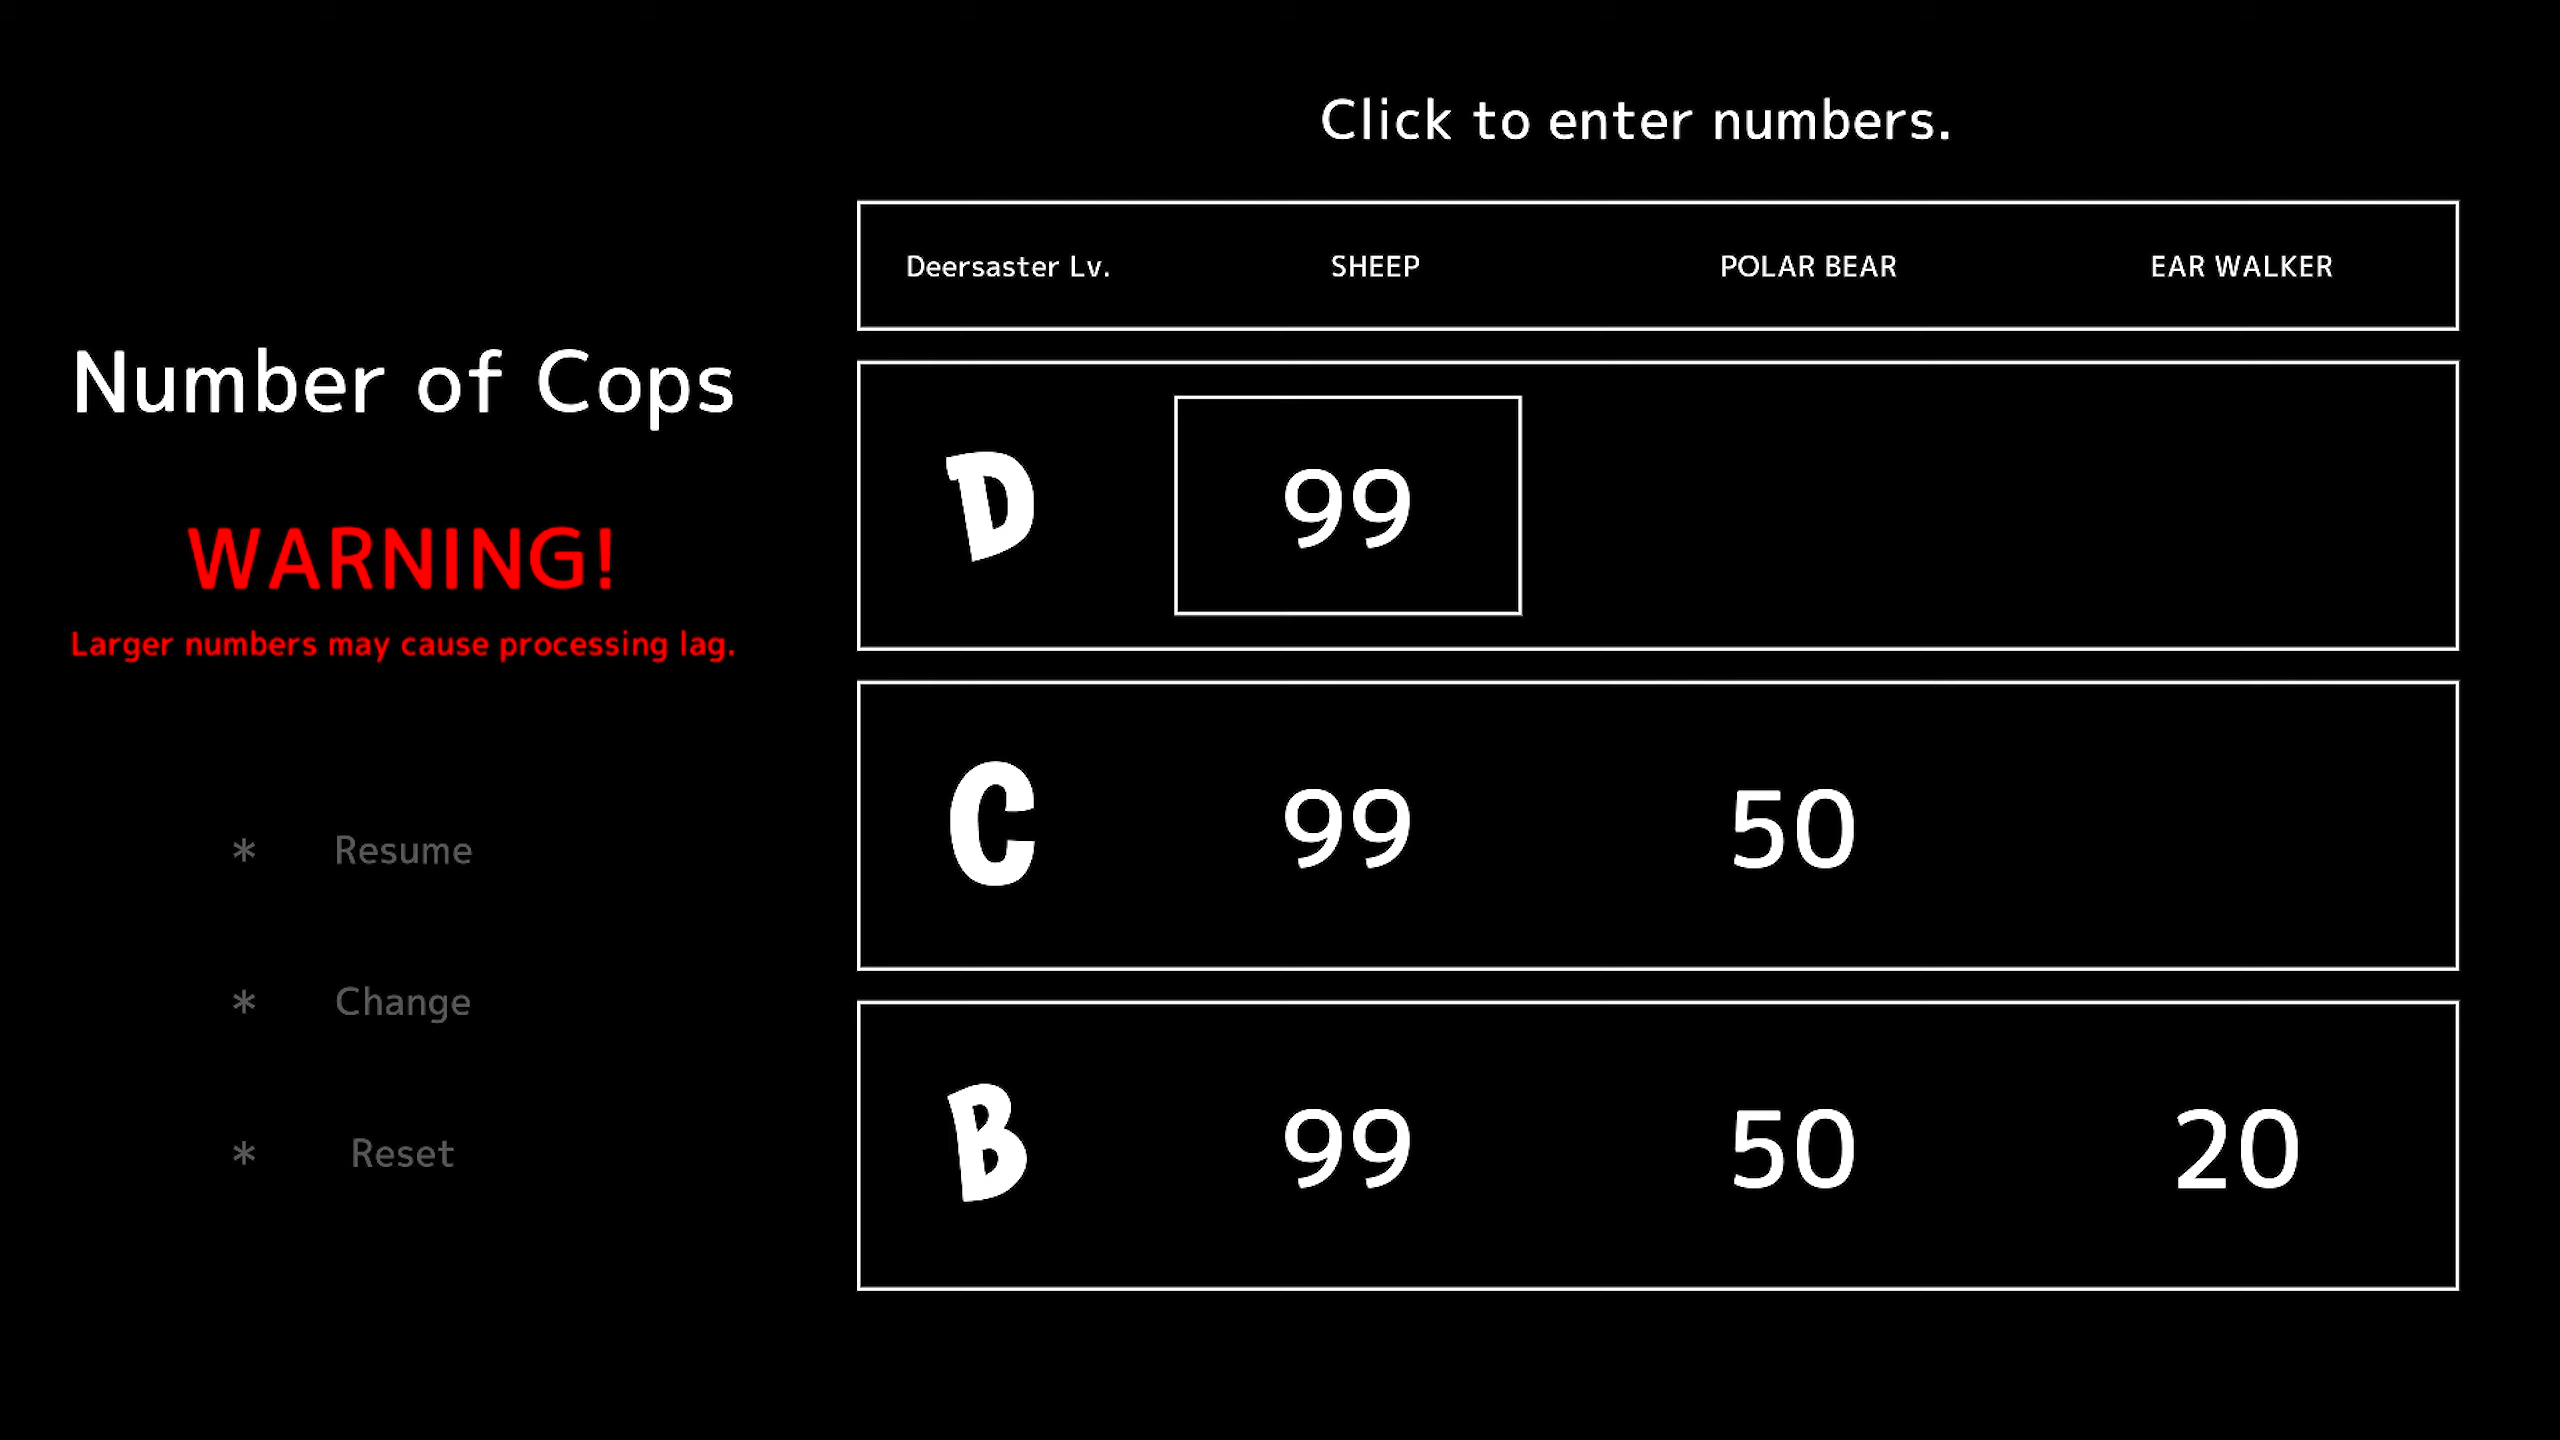 Click to enter numbers.
Deersaster Lv. SHEEP POLAR BEAR EAR WALKER
Number of Cops
WARNING!
Larger numbers may cause processing lag.
* Resume
* Change
* Reset
D 99
C 99 50
B 99 50 20